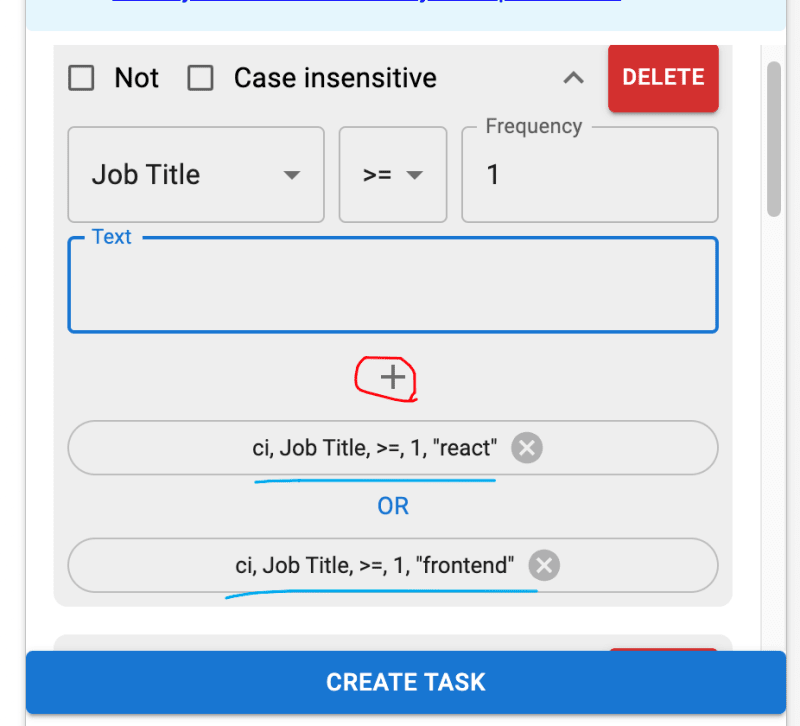 Not Case insensitive DELETE
Frequency
Job Title >= 1
Text
+
ci, Job Title, >=, 1, "react"
OR
ci, Job Title, >=, 1, "frontend"
CREATE TASK